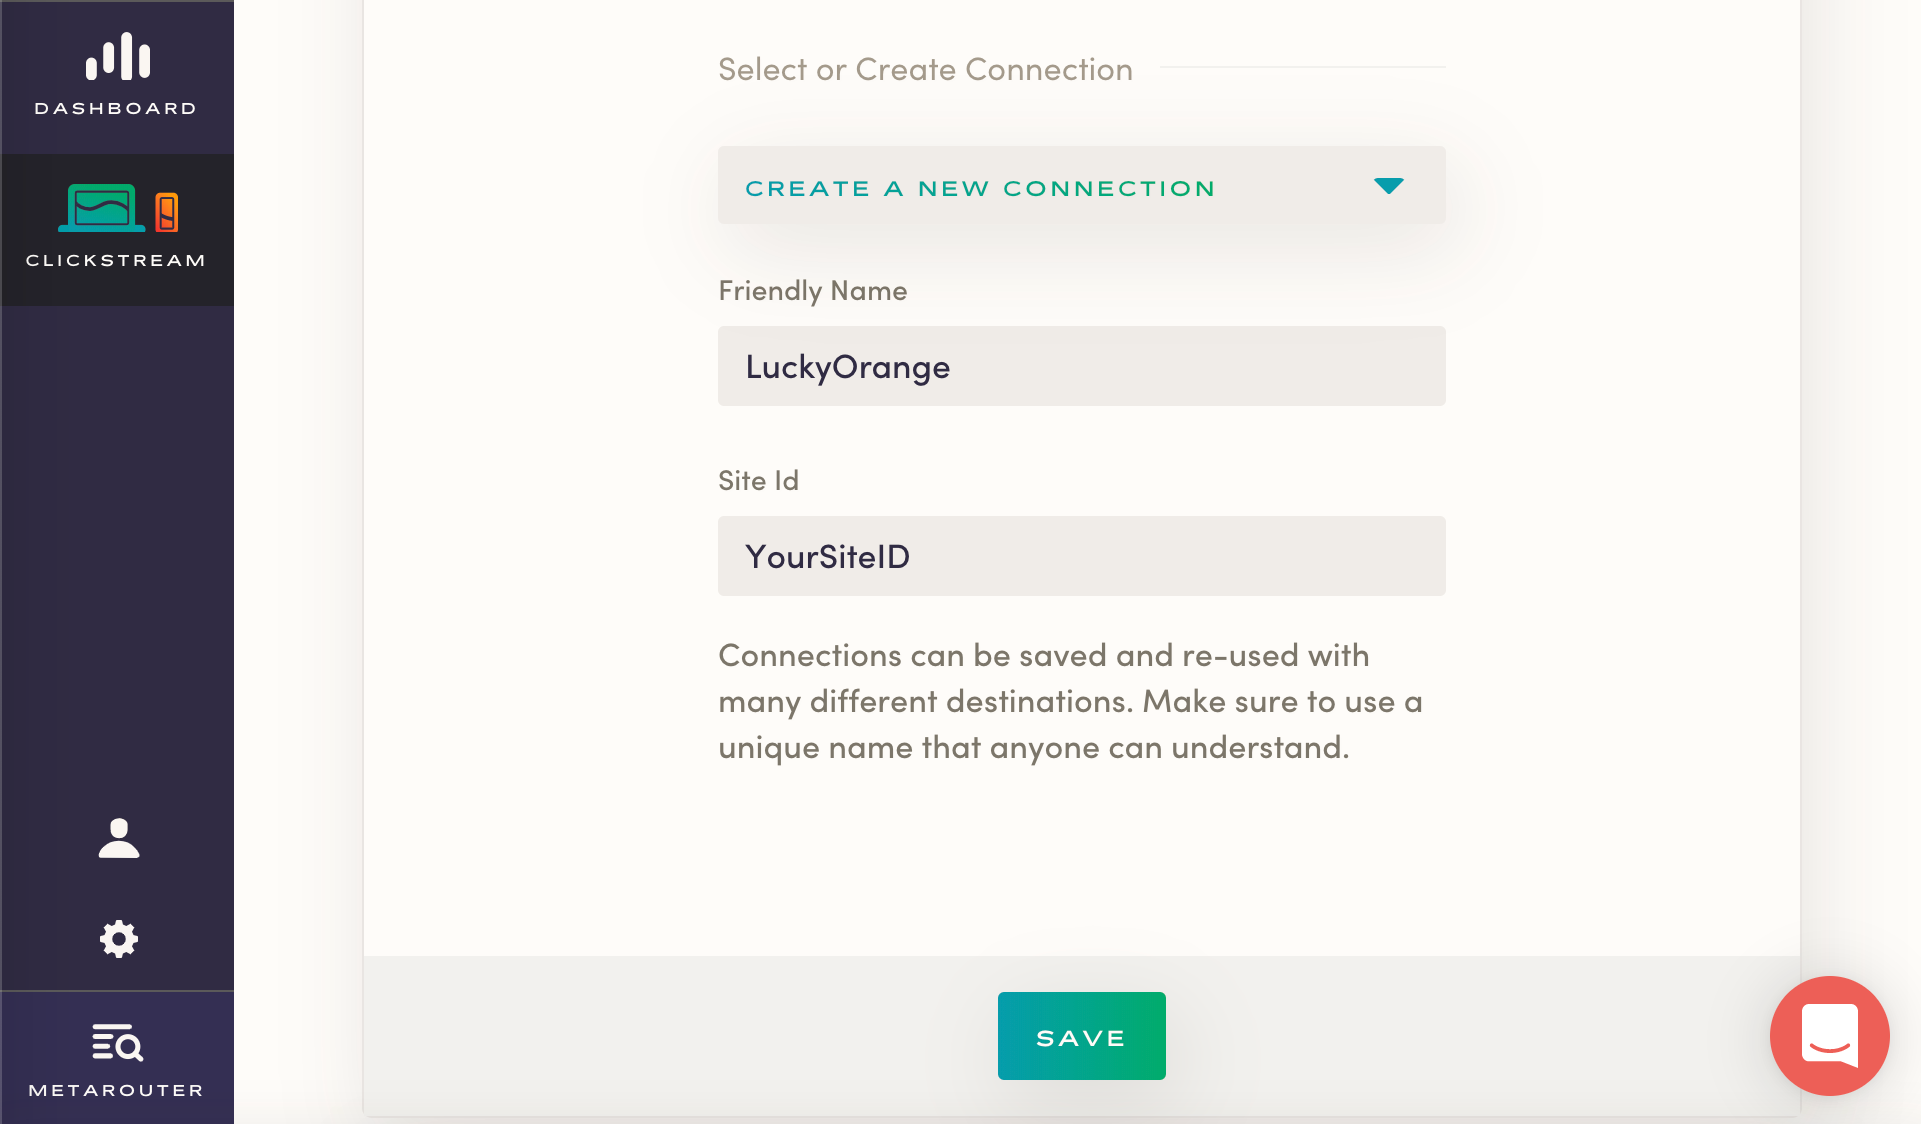 DASHBOARD
CLICKSTREAM
METAROUTER
Select or Create Connection
CREATE A NEW CONNECTION
Friendly Name
LuckyOrange
Site Id
YourSiteID
Connections can be saved and re-used with
many different destinations. Make sure to use a
unique name that anyone can understand.
SAVE